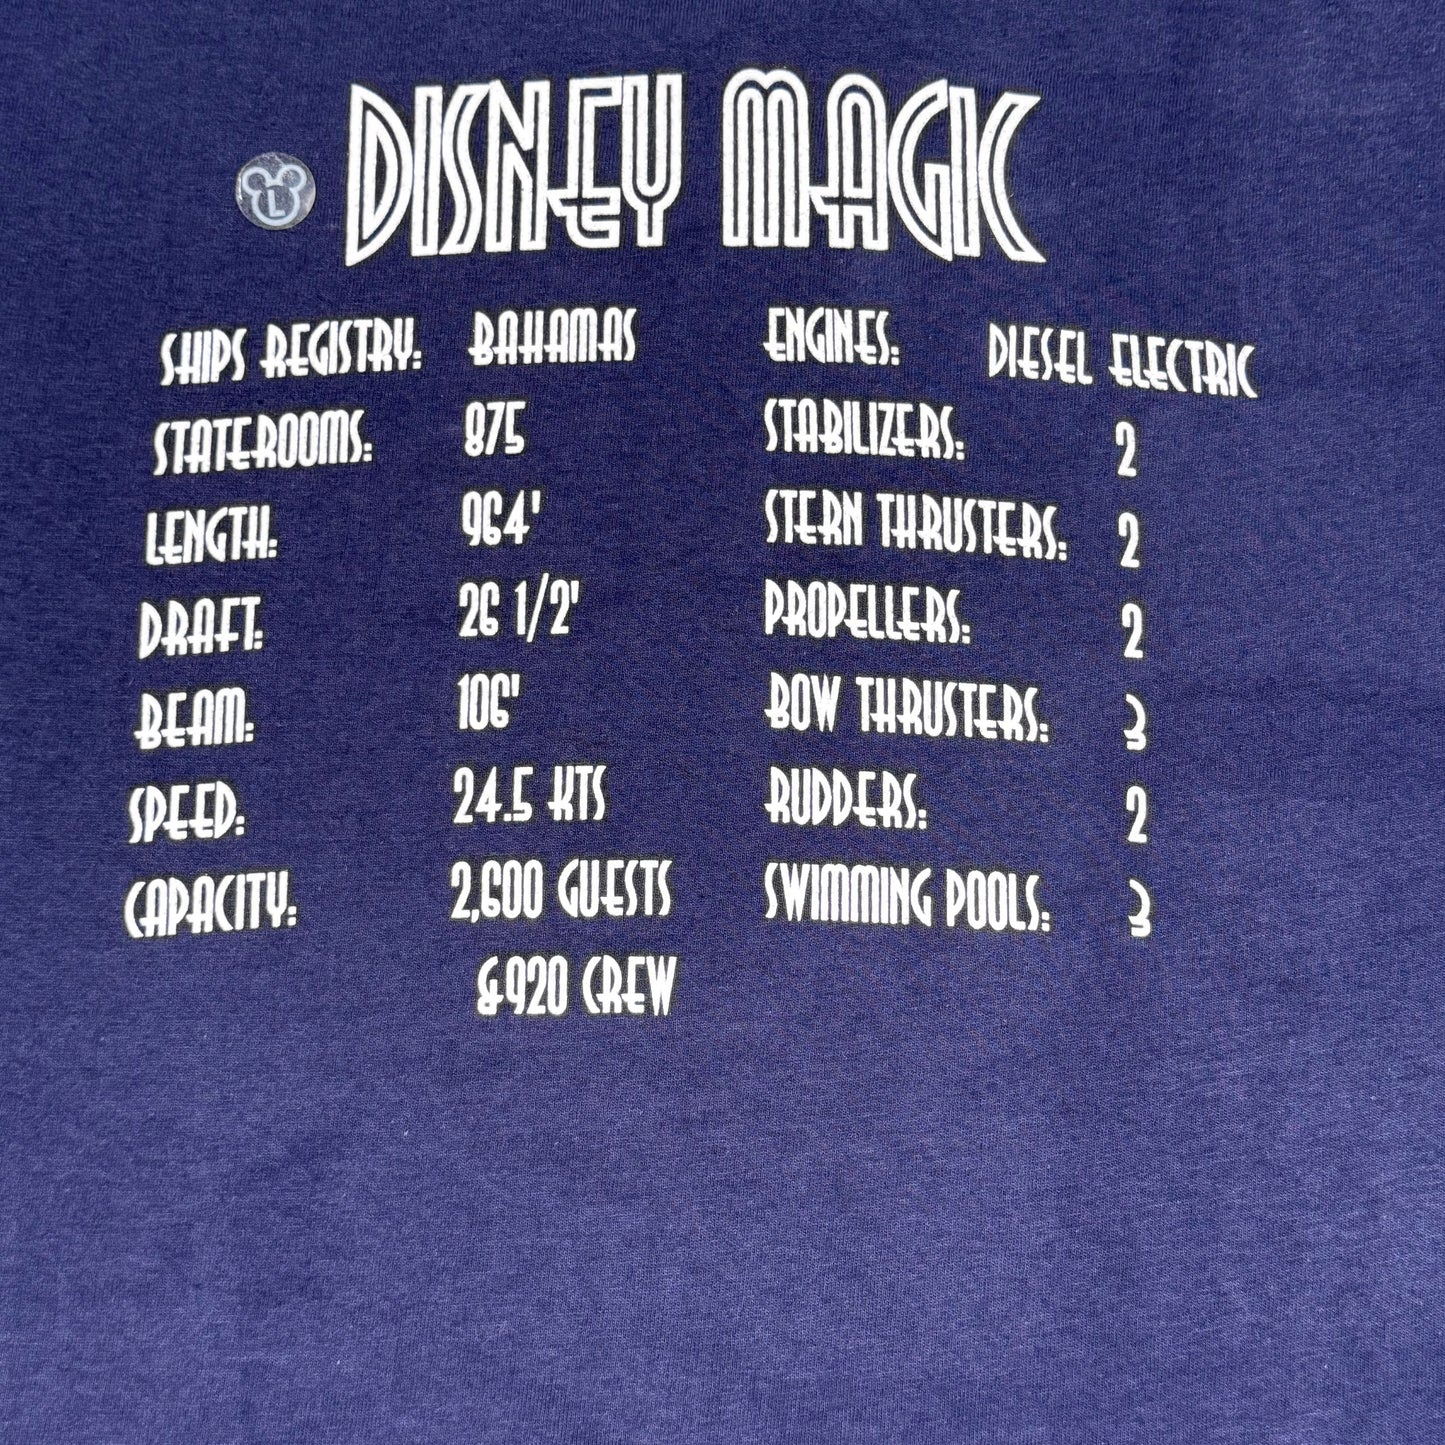 DISNEY MAGIC
L
SHIPS REGISTRY: BAHAMAS ENGINES: DIESEL ELECTRIC
STATEROOMS: 875 STABILIZERS: 2
LENGTH: 964' STERN THRUSTERS: 2
DRAFT: 26 1/2' PROPELLERS: 2
BEAM: 106' BOW THRUSTERS: 3
SPEED: 24.5 KTS RUDDERS: 2
CAPACITY: 2,600 GUESTS SWIMMING POOLS: 3
&920 CREW